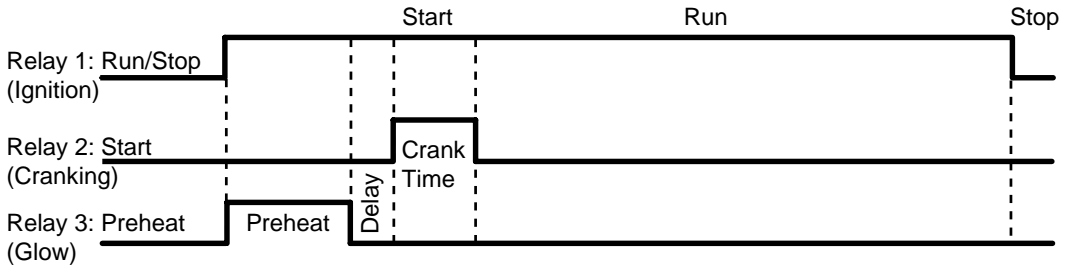 Start Run Stop
Relay 1: Run/Stop
(Ignition)
Relay 2: Start
(Cranking)
Crank
Time
Delay
Relay 3: Preheat
(Glow)
Preheat